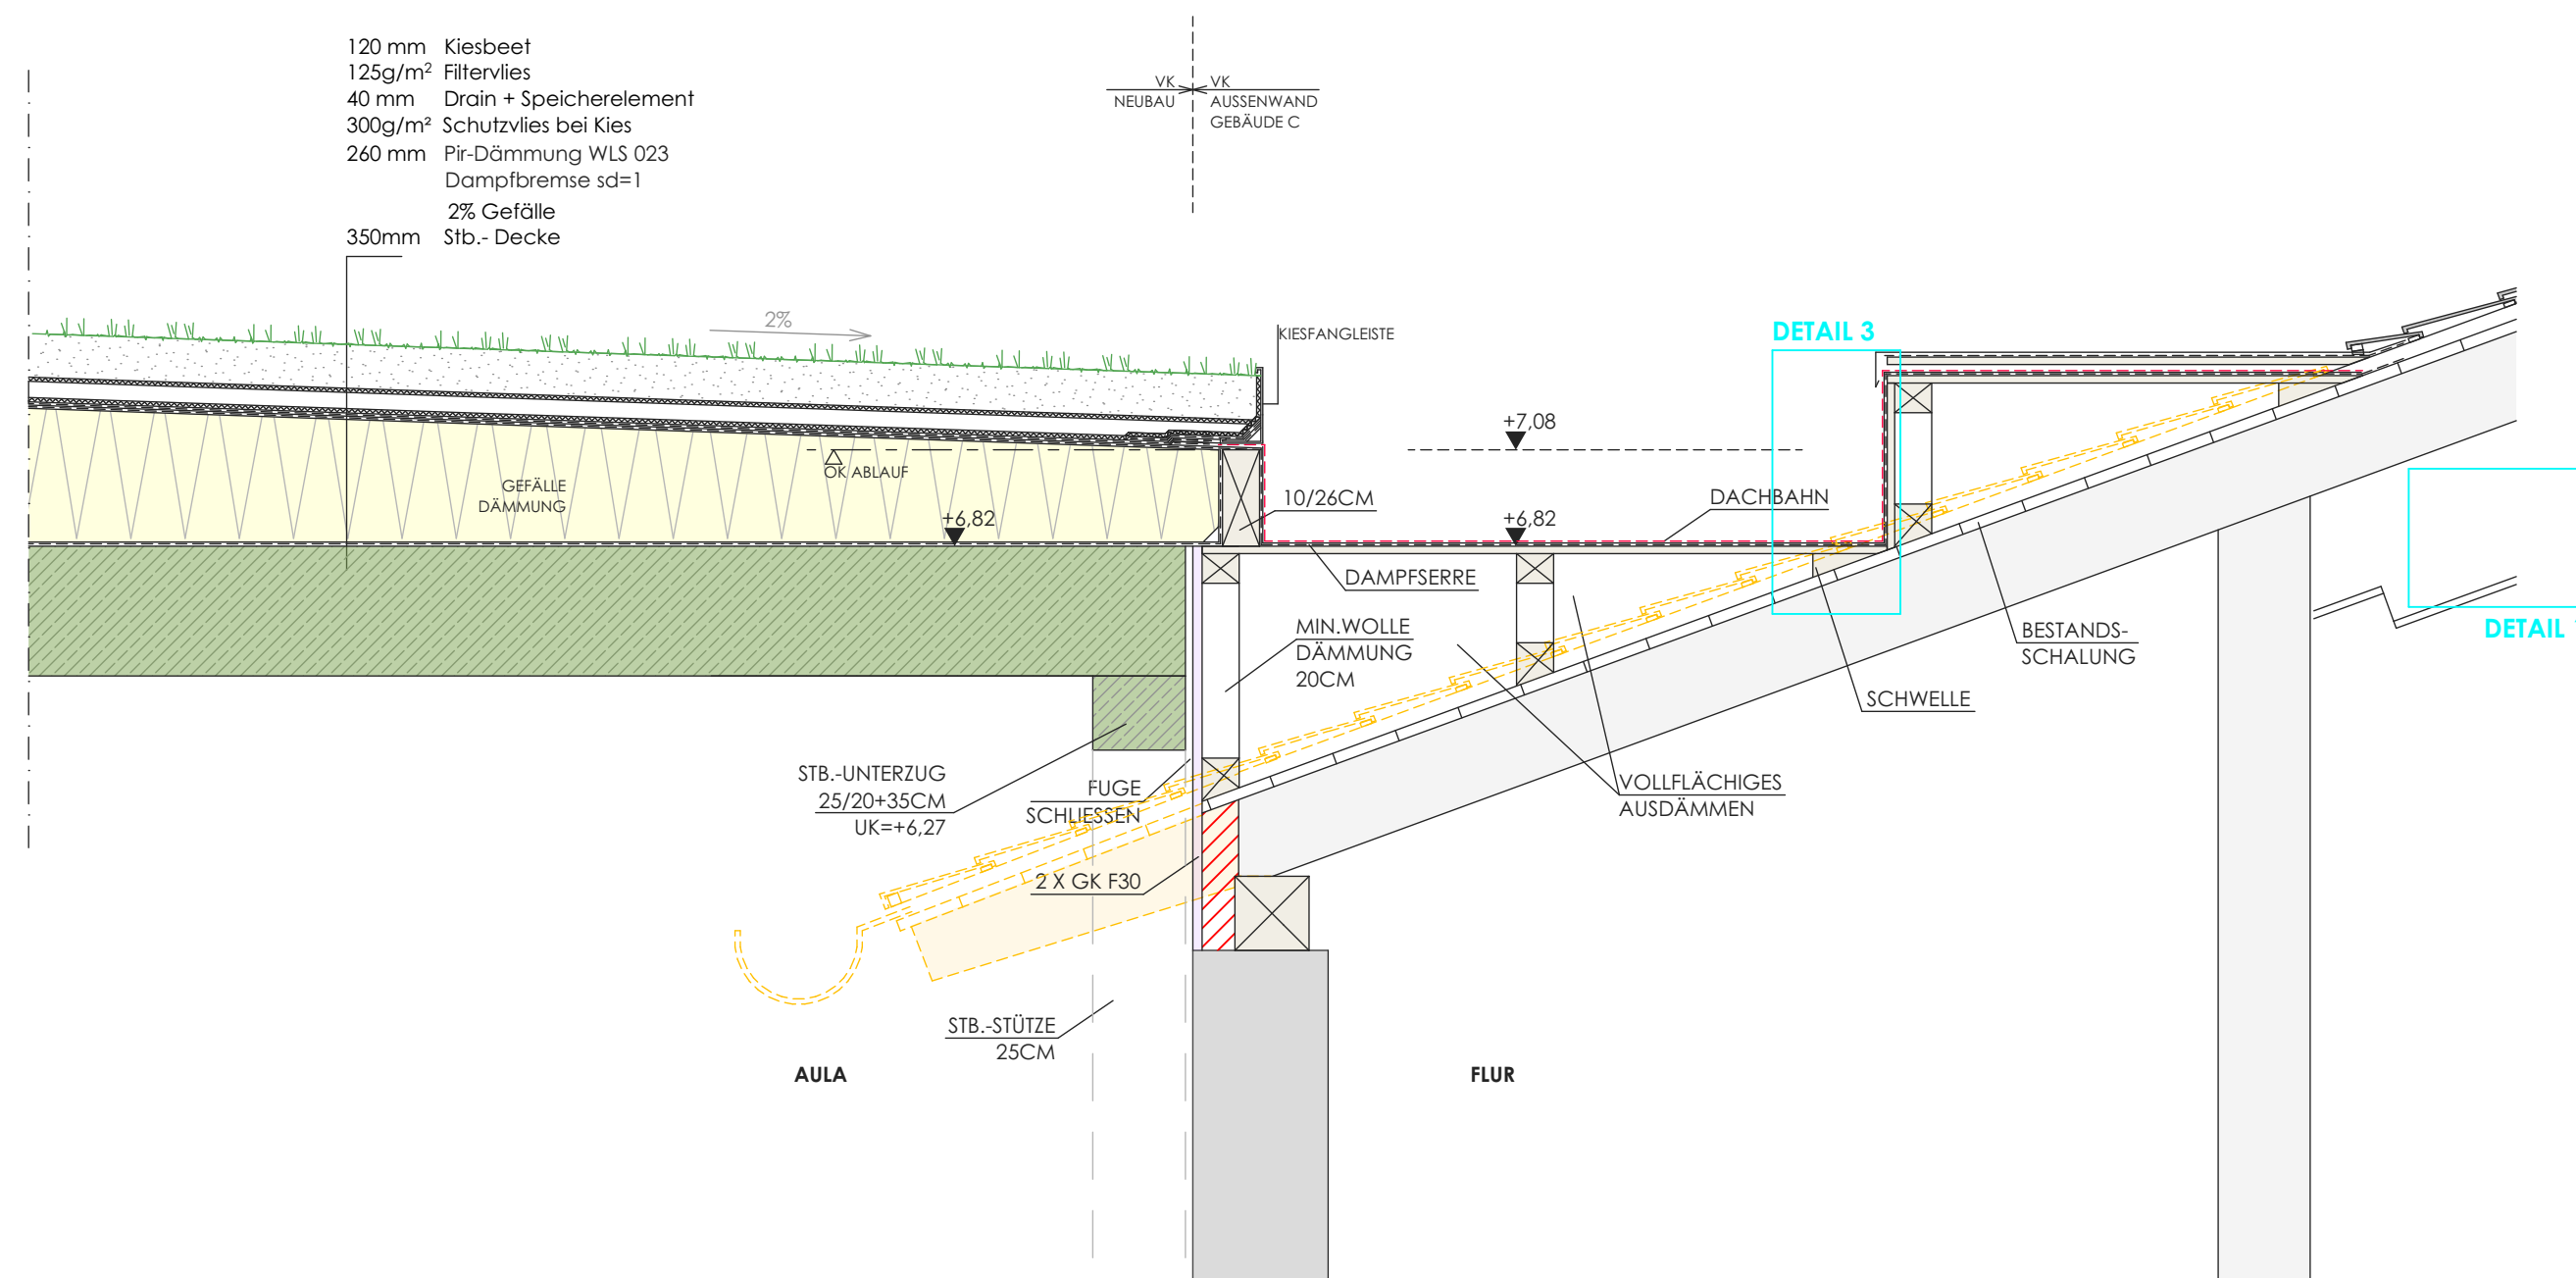 120 mm Kiesbeet
125g/m² Filtervlies
40 mm Drain + Speicherelement
300g/m² Schutzvlies bei Kies
260 mm Pir-Dämmung WLS 023
Dampfbremse sd=1
2% Gefälle
350mm Stb.- Decke
VK VK
NEUBAU AUSSENWAND
GEBÄUDE C
2%
KIESFANGLEISTE
DETAIL 3
+7,08
OK ABLAUF
GEFÄLLE
DÄMMUNG
+6,82
10/26CM
+6,82
DACHBAHN
DAMPFSERRE
MIN.WOLLE
DÄMMUNG
20CM
BESTANDS-
SCHALUNG
DETAIL
SCHWELLE
STB.-UNTERZUG
25/20+35CM
UK=+6,27
FUGE
SCHLIESSEN
VOLLFLÄCHIGES
AUSDÄMMEN
2 X GK F30
STB.-STÜTZE
25CM
AULA
FLUR